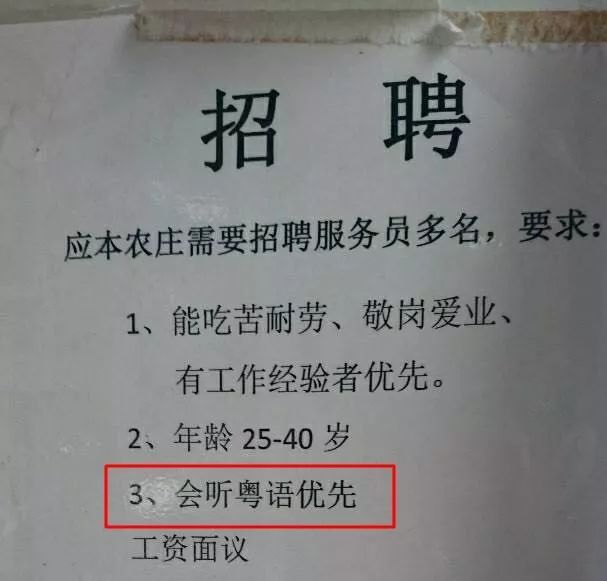 招 聘
应本农庄需要招聘服务员多名，要求：
1、能吃苦耐劳、敬岗爱业、
有工作经验者优先。
2、年龄 25-40 岁
3、会听粤语优先
工资面议